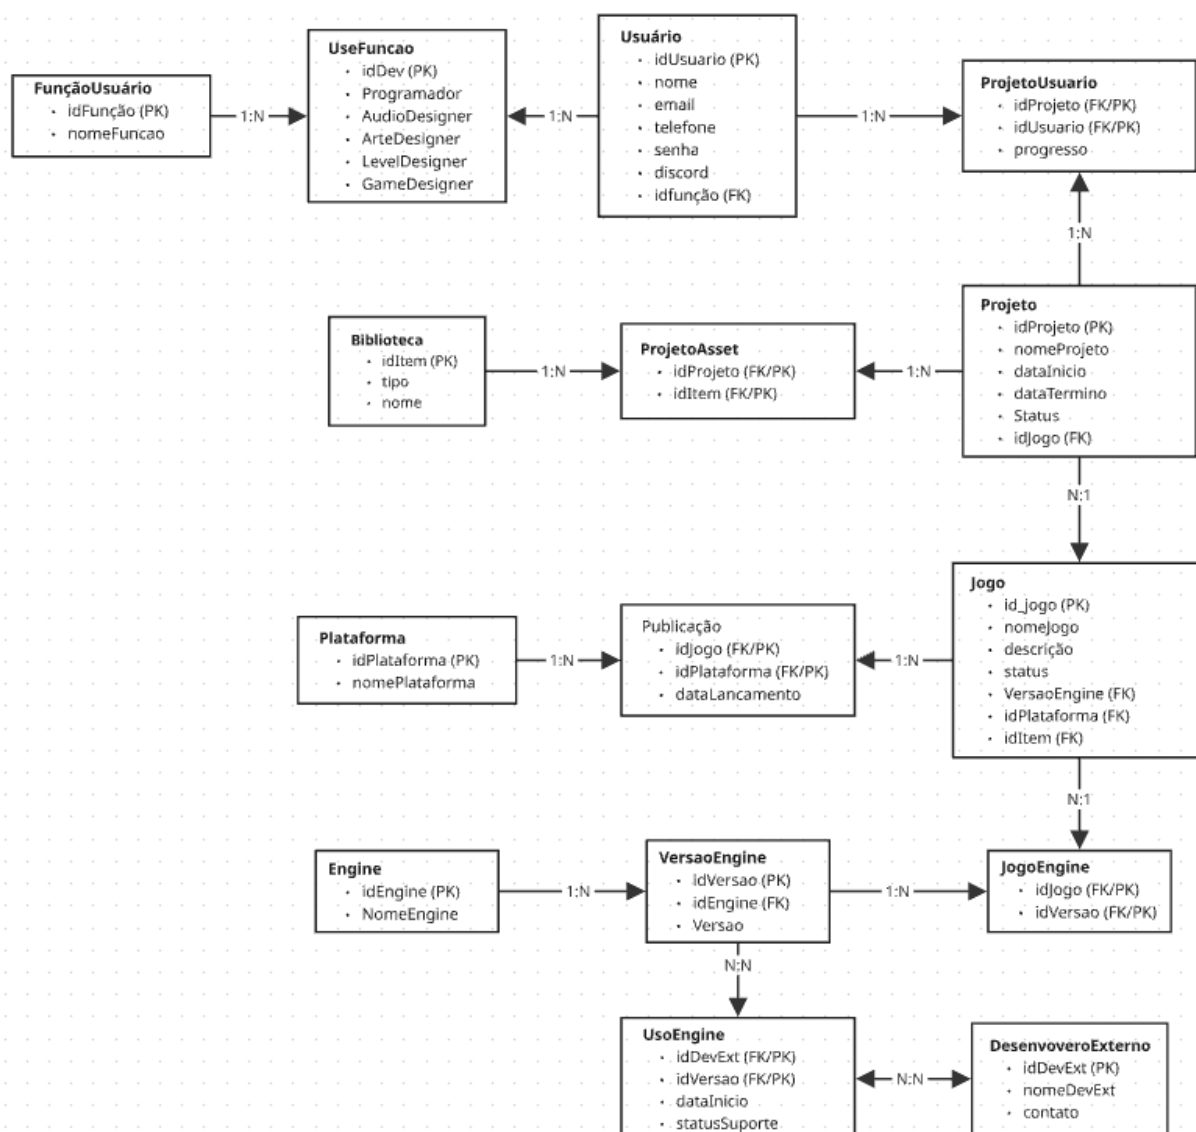 FunçãoUsuário
idFunção (PK)
nomeFuncao
1:N
UseFuncao
idDev (PK)
Programador
AudioDesigner
ArteDesigner
LevelDesigner
GameDesigner
1:N
Usuário
idUsuario (PK)
nome
email
telefone
senha
discord
idfunção (FK)
1:N
ProjetoUsuario
idProjeto (FK/PK)
idUsuario (FK/PK)
progresso
1:N
Biblioteca
idItem (PK)
tipo
nome
1:N
ProjetoAsset
idProjeto (FK/PK)
idItem (FK/PK)
1:N
Projeto
idProjeto (PK)
nomeProjeto
dataInicio
dataTermino
Status
idJogo (FK)
N:1
Plataforma
idPlataforma (PK)
nomePlataforma
1:N
Publicação
idJogo (FK/PK)
idPlataforma (FK/PK)
dataLancamento
1:N
Jogo
id_jogo (PK)
nomeJogo
descrição
status
VersaoEngine (FK)
idPlataforma (FK)
idItem (FK)
N:1
Engine
idEngine (PK)
NomeEngine
1:N
VersaoEngine
idVersao (PK)
idEngine (FK)
Versao
1:N
JogoEngine
idJogo (FK/PK)
idVersao (FK/PK)
N:N
UsoEngine
idDevExt (FK/PK)
idVersao (FK/PK)
dataInicio
statusSuporte
N:N
DesenvoveroExterno
idDevExt (PK)
nomeDevExt
contato